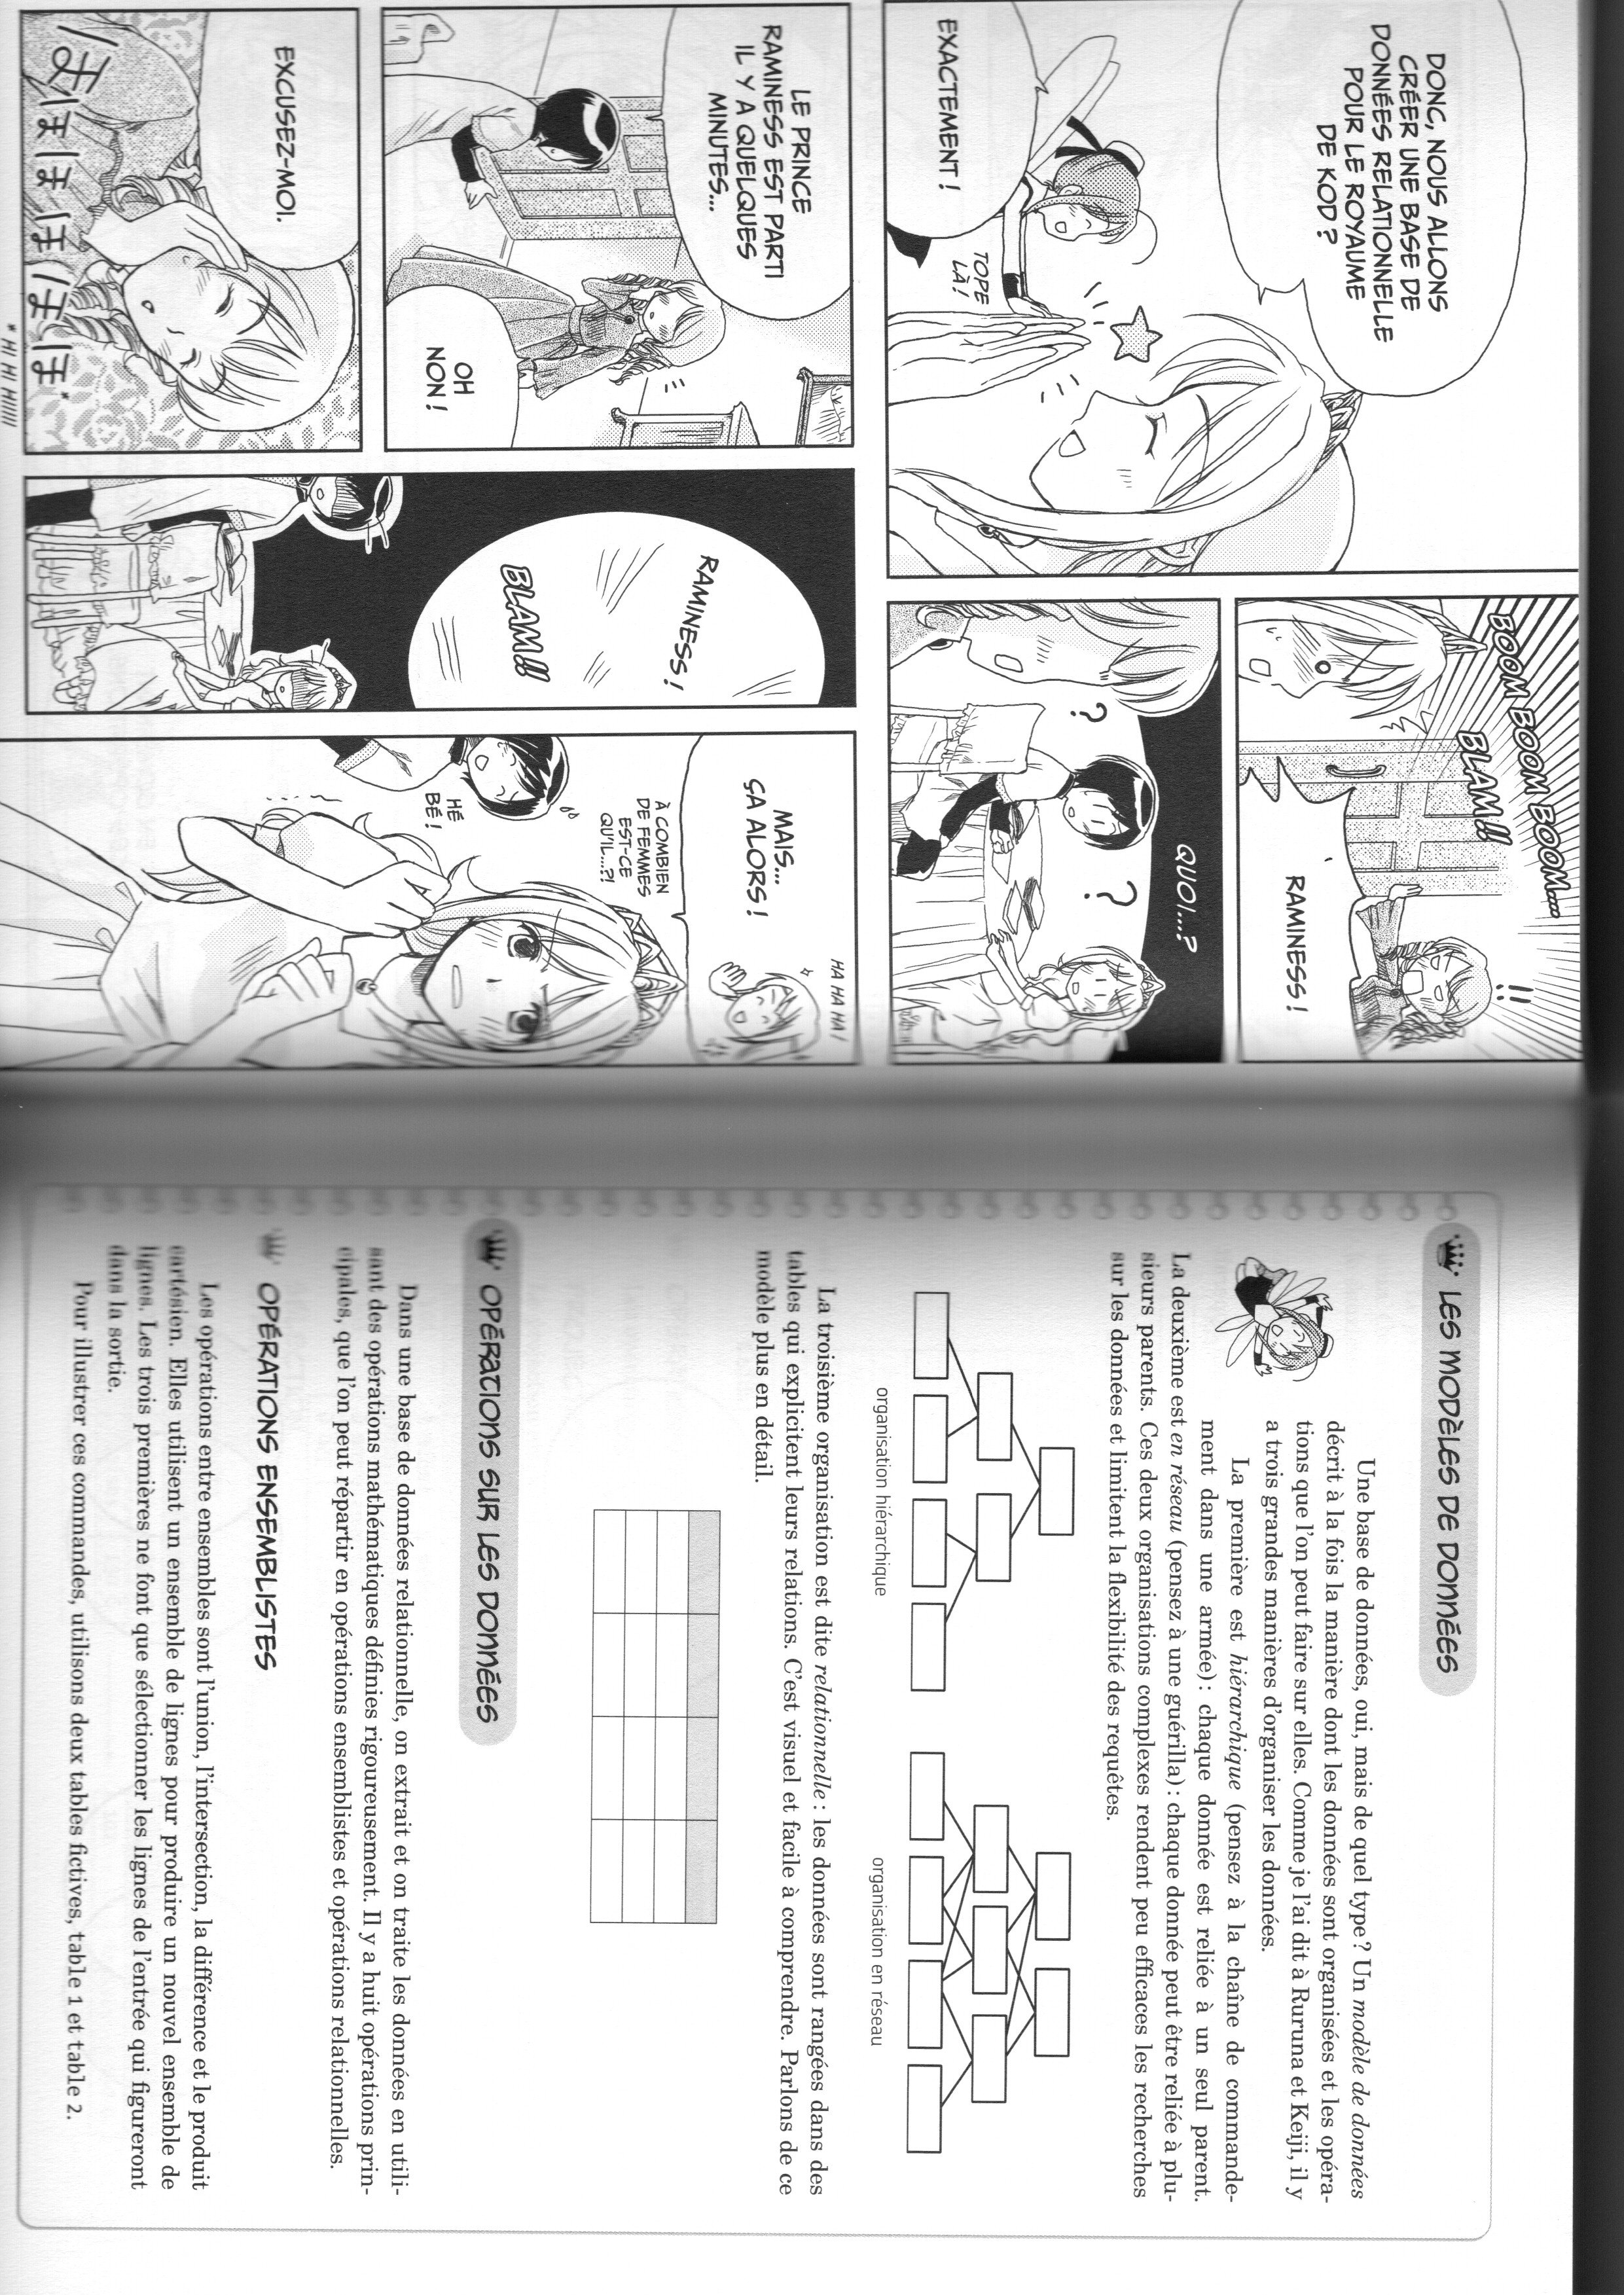 DONC, NOUS ALLONS
CRÉER UNE BASE DE
DONNÉES RELATIONNELLE
POUR LE ROYAUME
DE KOD ?
EXACTEMENT !
TOPE
LÀ !
BOOM BOOM BOOM....
BLAM !!
!!
RAMINESS !
QUOI...?
?
?
LE PRINCE
RAMINESS EST PARTI
IL Y A QUELQUES
MINUTES...
OH
NON !
RAMINESS !
BLAM !!
HA HA HA !
MAIS...
ÇA ALORS !
À COMBIEN
DE FEMMES
EST-CE
QU'IL...?!
HÉ
BÉ !
EXCUSEZ-MOI.
ほほほほほほ*
* HI HI HIIIII
LES MODÈLES DE DONNÉES
Une base de données, oui, mais de quel type ? Un modèle de données
décrit à la fois la manière dont les données sont organisées et les opéra-
tions que l'on peut faire sur elles. Comme je l'ai dit à Ruruna et Keiji, il y
a trois grandes manières d'organiser les données.
La première est hiérarchique (pensez à la chaîne de commande-
ment dans une armée) : chaque donnée est reliée à un seul parent.
La deuxième est en réseau (pensez à une guérilla) : chaque donnée peut être reliée à plu-
sieurs parents. Ces deux organisations complexes rendent peu efficaces les recherches
sur les données et limitent la flexibilité des requêtes.
organisation hiérarchique
organisation en réseau
La troisième organisation est dite relationnelle : les données sont rangées dans des
tables qui explicitent leurs relations. C'est visuel et facile à comprendre. Parlons de ce
modèle plus en détail.
OPÉRATIONS SUR LES DONNÉES
Dans une base de données relationnelle, on extrait et on traite les données en utili-
sant des opérations mathématiques définies rigoureusement. Il y a huit opérations prin-
cipales, que l'on peut répartir en opérations ensemblistes et opérations relationnelles.
OPÉRATIONS ENSEMBLISTES
Les opérations entre ensembles sont l'union, l'intersection, la différence et le produit
cartésien. Elles utilisent un ensemble de lignes pour produire un nouvel ensemble de
lignes. Les trois premières ne font que sélectionner les lignes de l'entrée qui figureront
dans la sortie.
Pour illustrer ces commandes, utilisons deux tables fictives, table 1 et table 2.